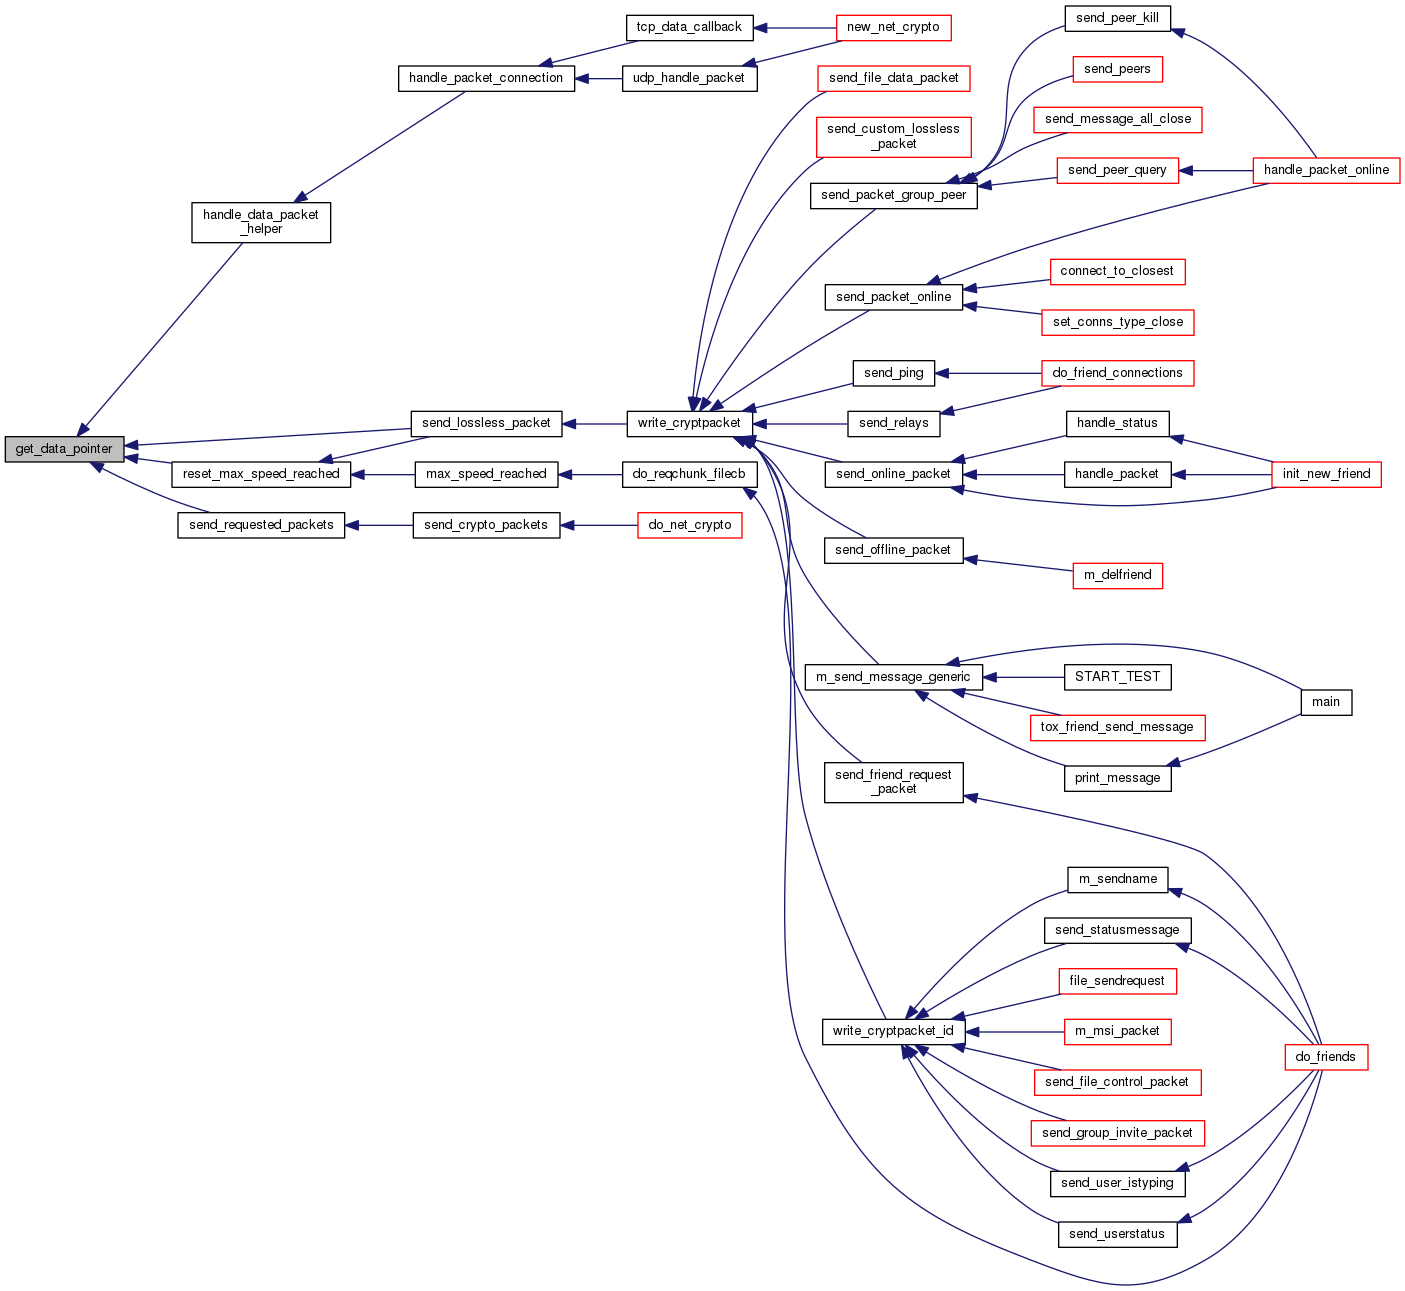 send_peer_kill
tcp_data_callback
new_net_crypto
send_peers
handle_packet_connection
udp_handle_packet
send_file_data_packet
send_message_all_close
send_custom_lossless
_packet
send_peer_query
handle_packet_online
send_packet_group_peer
handle_data_packet
_helper
connect_to_closest
send_packet_online
set_conns_type_close
send_ping
do_friend_connections
send_lossless_packet
write_cryptpacket
send_relays
handle_status
get_data_pointer
reset_max_speed_reached
max_speed_reached
do_reqchunk_filecb
send_online_packet
handle_packet
init_new_friend
send_requested_packets
send_crypto_packets
do_net_crypto
send_offline_packet
m_delfriend
m_send_message_generic
START_TEST
main
tox_friend_send_message
send_friend_request
_packet
print_message
m_sendname
send_statusmessage
file_sendrequest
write_cryptpacket_id
m_msi_packet
do_friends
send_file_control_packet
send_group_invite_packet
send_user_istyping
send_userstatus